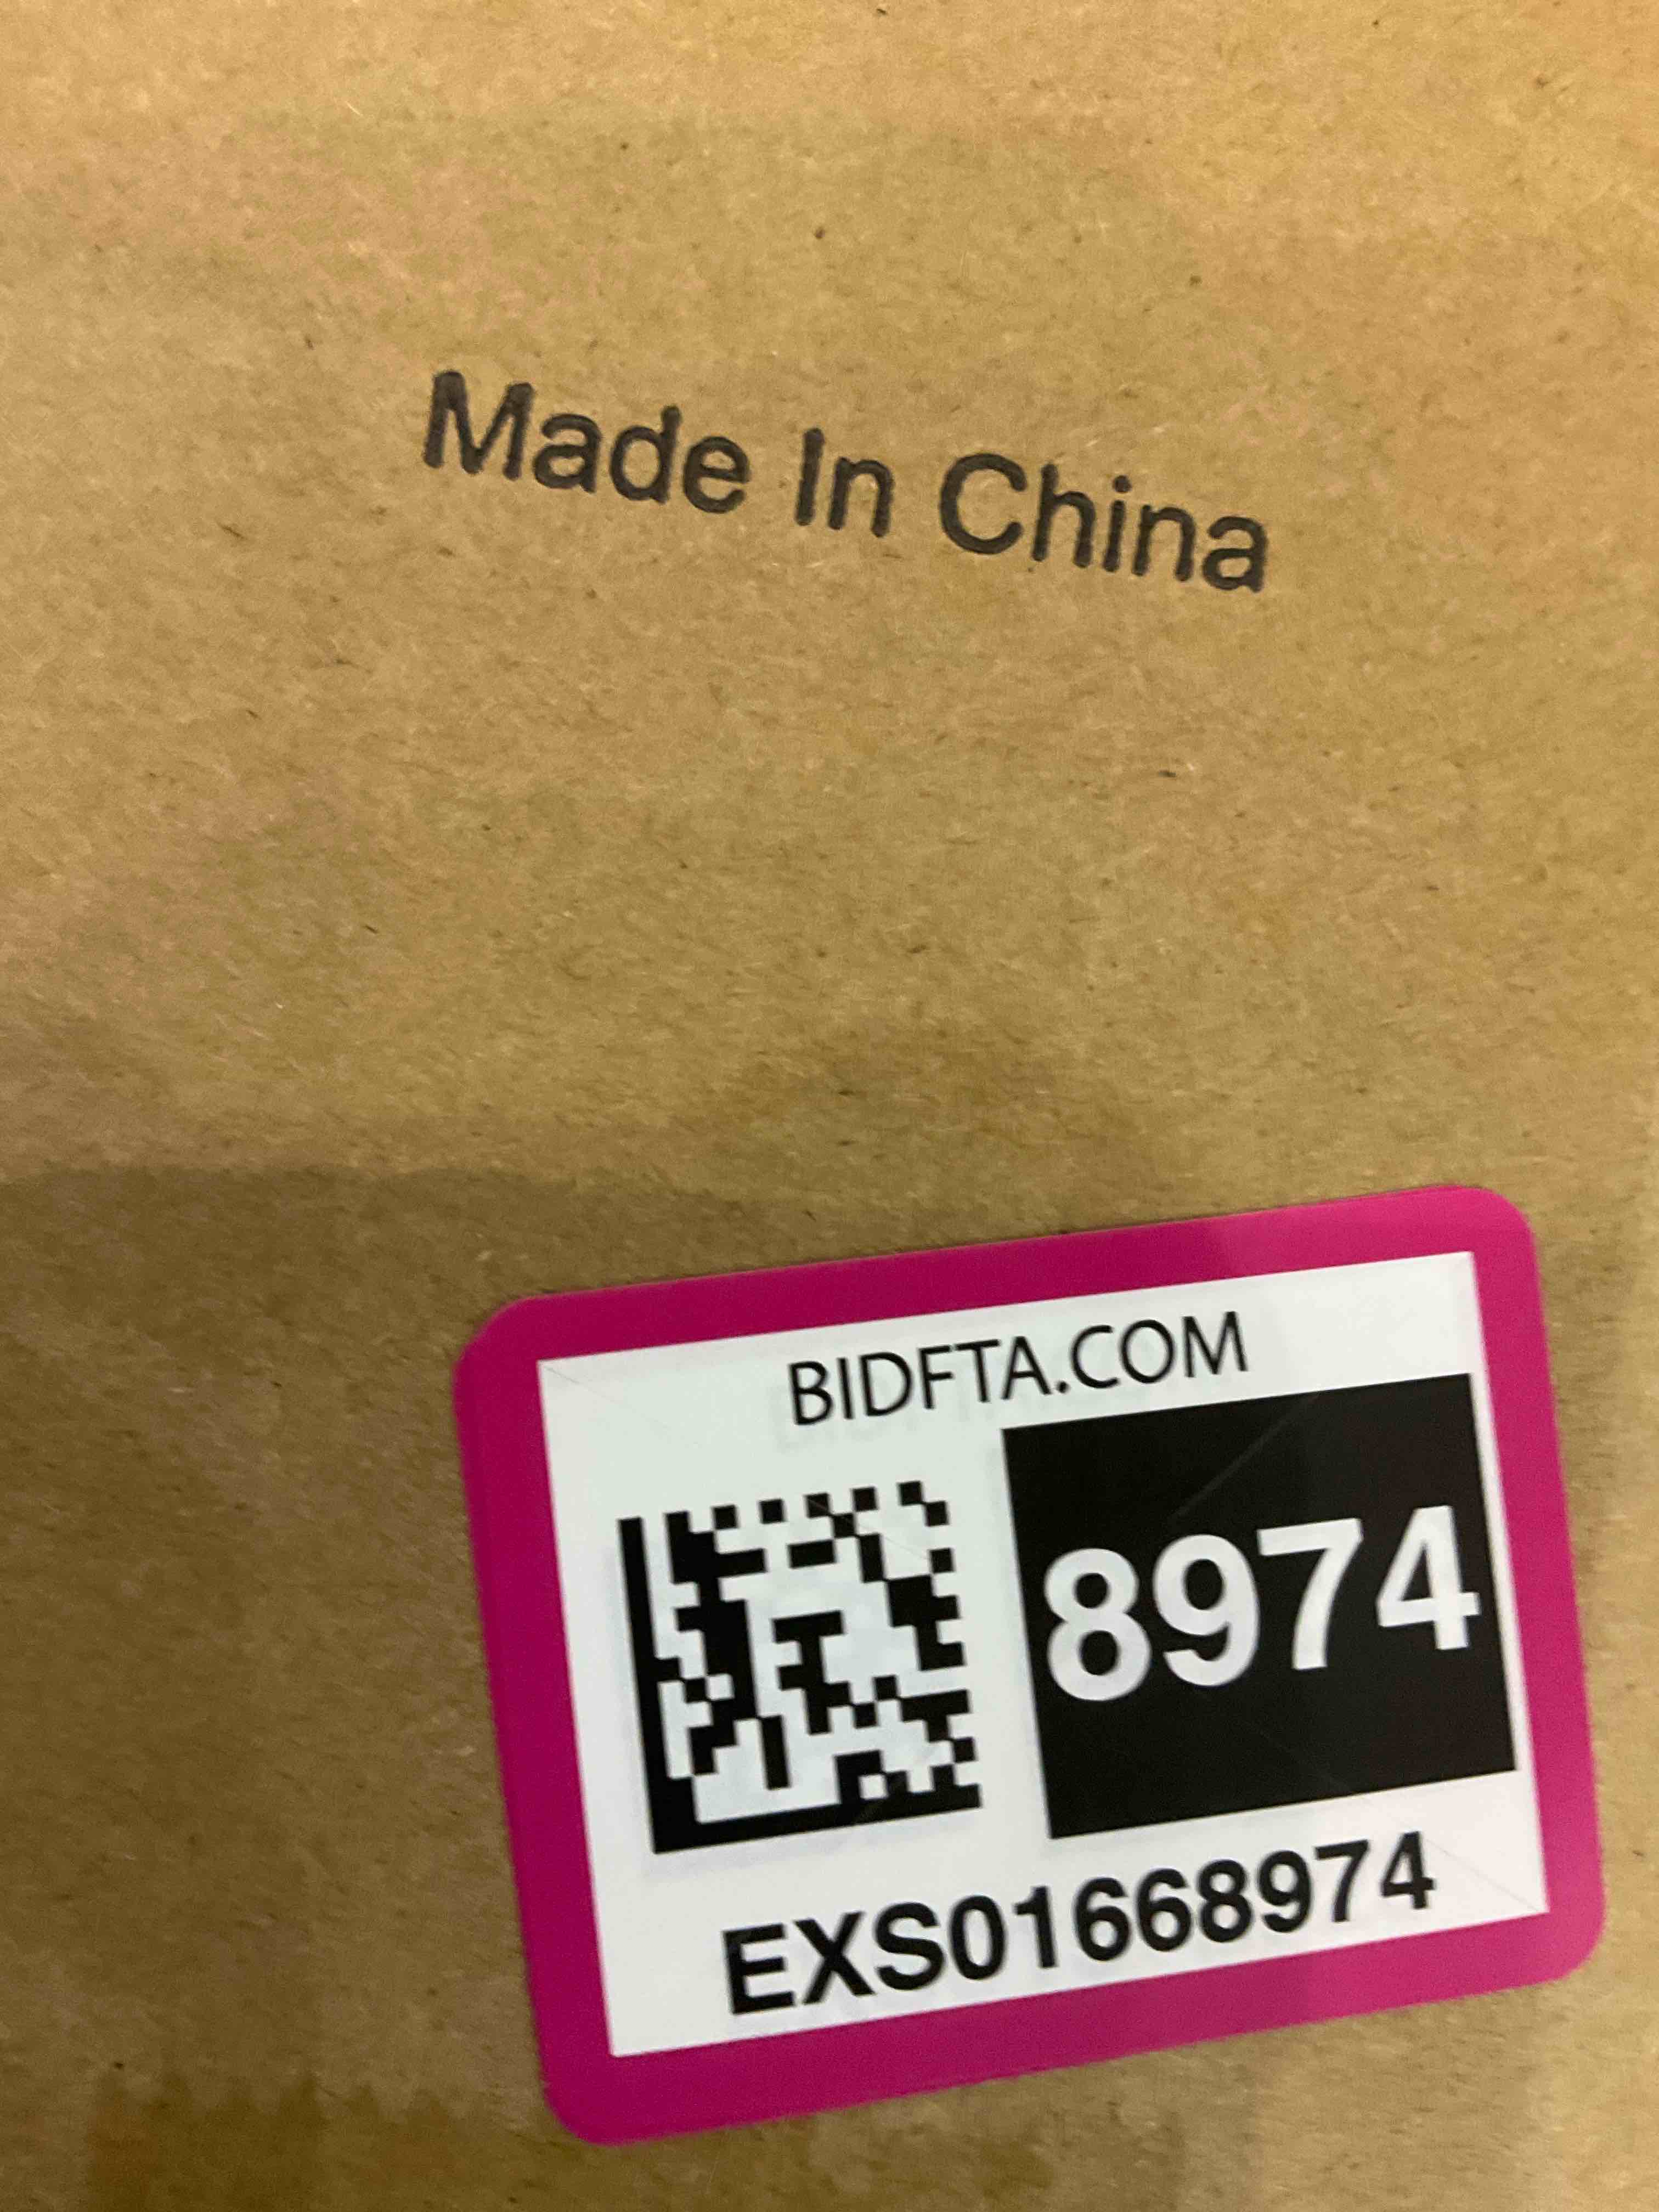 Made In China
BIDFTA.COM
8974
EXS01668974